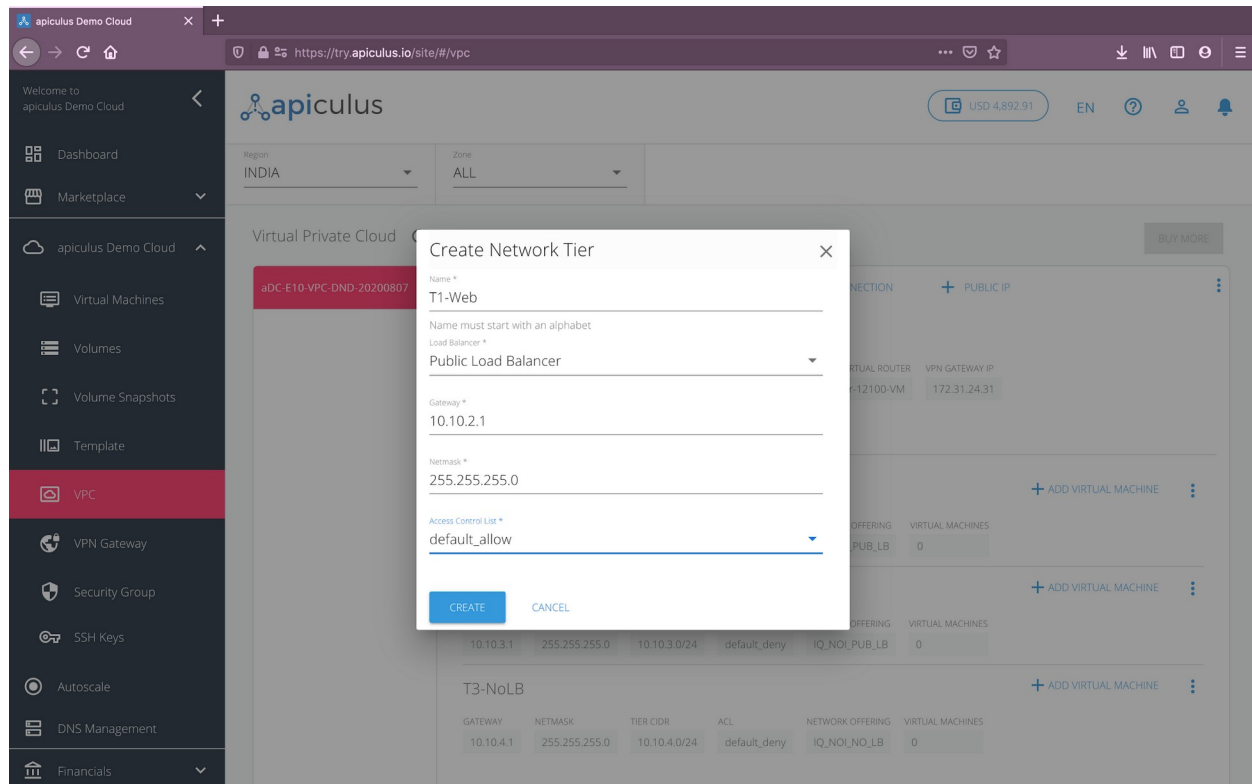 apiculus Demo Cloud
https://try.apiculus.io/site/#/vpc
Welcome to
apiculus Demo Cloud
apiculus
USD 4,892.91
EN
Dashboard
Marketplace
apiculus Demo Cloud
Virtual Machines
Volumes
Volume Snapshots
Template
VPC
VPN Gateway
Security Group
SSH Keys
Autoscale
DNS Management
Financials
Region
INDIA
Zone
ALL
Virtual Private Cloud
BUY MORE
aDC-E10-VPC-DND-20200807
+ PUBLIC IP
VPN GATEWAY IP
172.31.24.31
Create Network Tier
Name *
T1-Web
Name must start with an alphabet
Load Balancer *
Public Load Balancer
Gateway *
10.10.2.1
Netmask *
255.255.255.0
Access Control List *
default_allow
CREATE CANCEL
+ ADD VIRTUAL MACHINE
OFFERING VIRTUAL MACHINES
_PUB_LB 0
+ ADD VIRTUAL MACHINE
OFFERING VIRTUAL MACHINES
10.10.3.1 255.255.255.0 10.10.3.0/24 default_deny IQ_NOI_PUB_LB 0
T3-NoLB + ADD VIRTUAL MACHINE
GATEWAY NETMASK TIER CIDR ACL NETWORK OFFERING VIRTUAL MACHINES
10.10.4.1 255.255.255.0 10.10.4.0/24 default_deny IQ_NOI_NO_LB 0